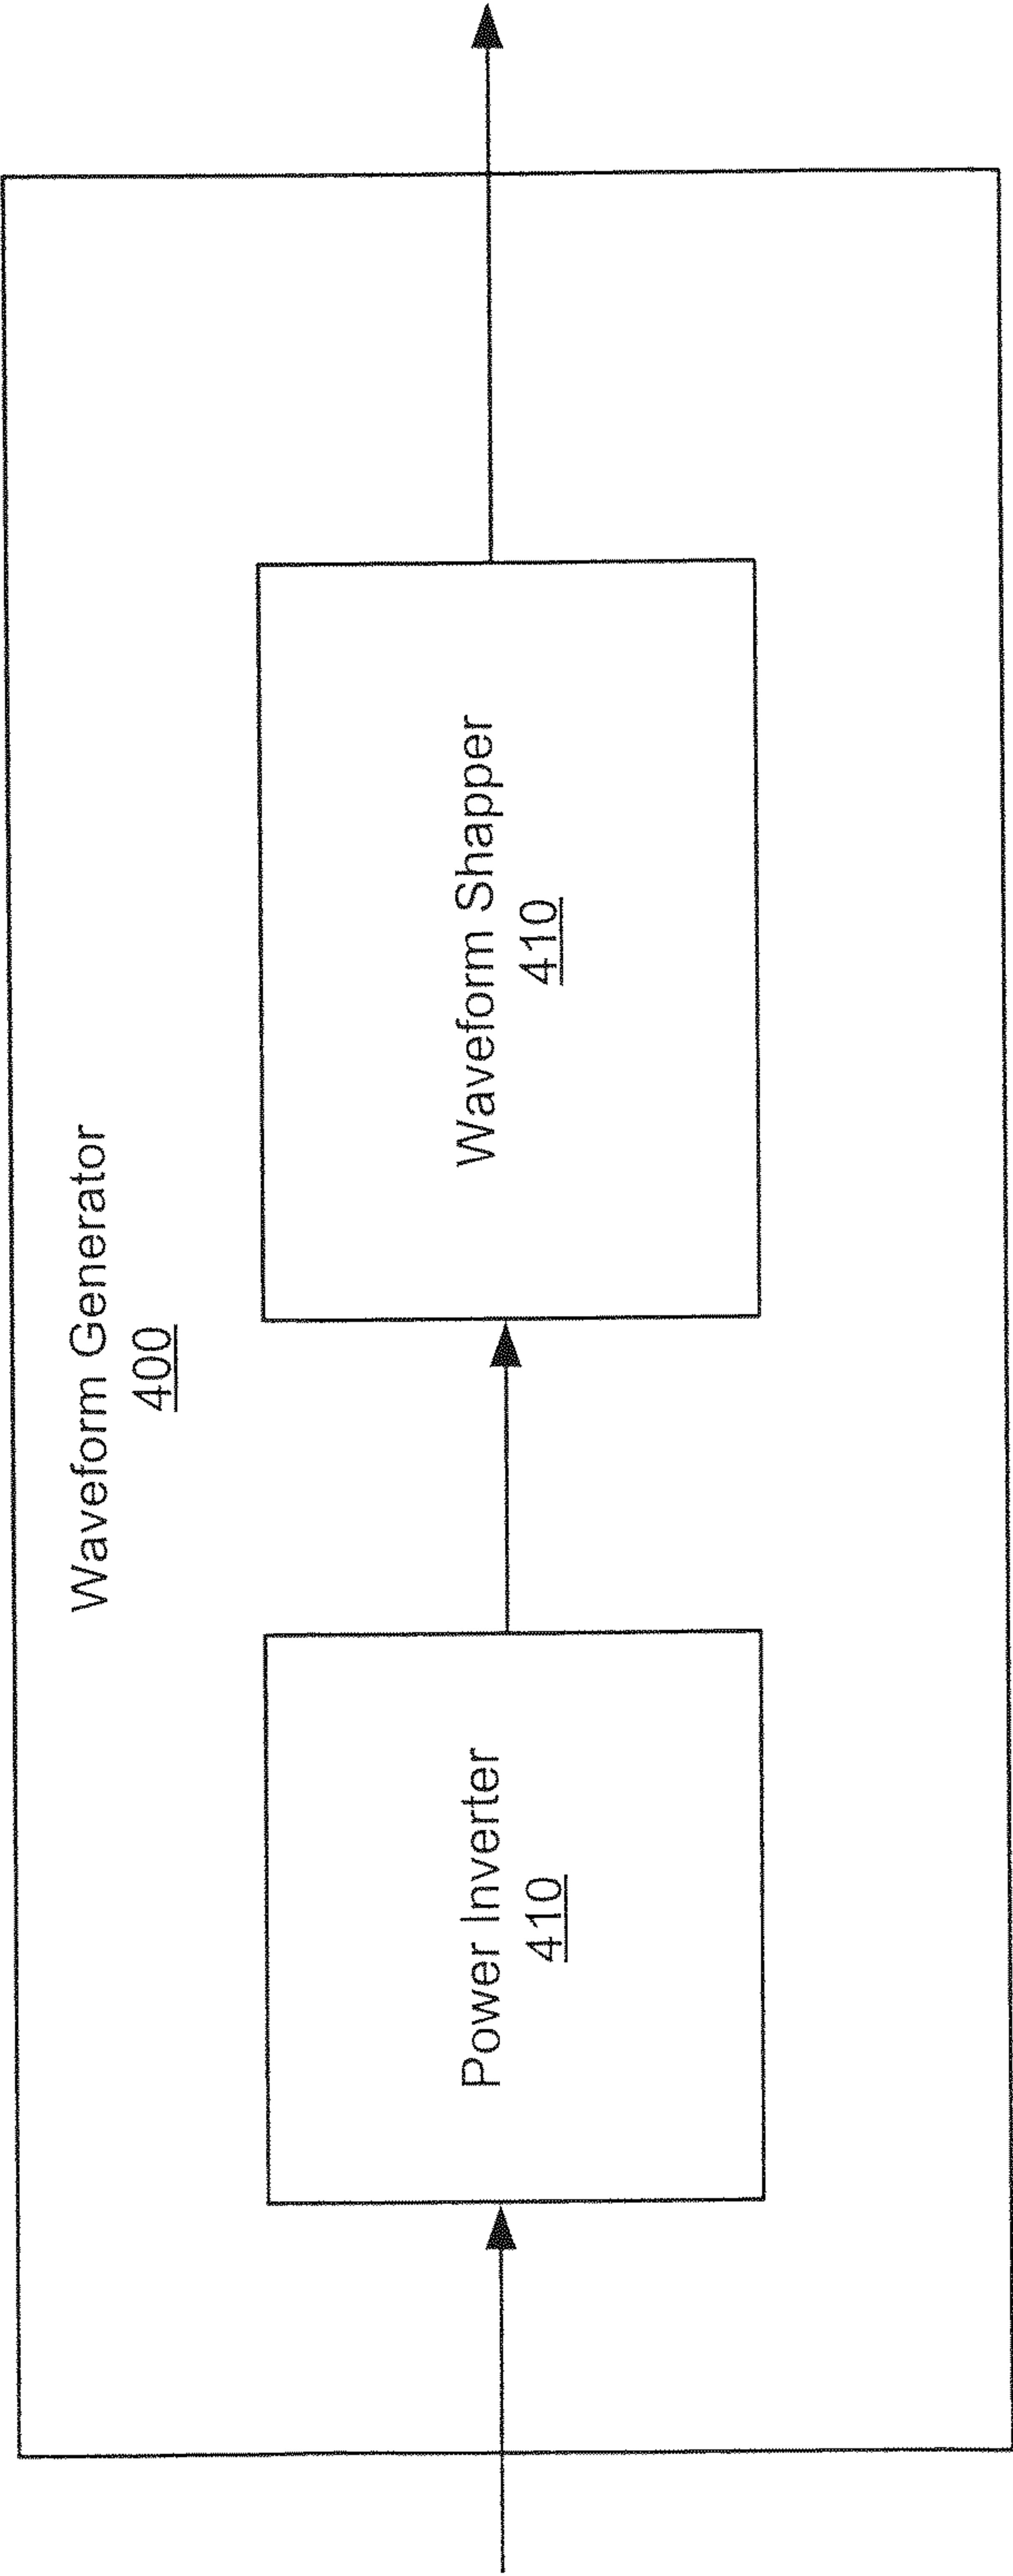 Waveform Generator
400
Power Inverter
410
Waveform Shapper
410